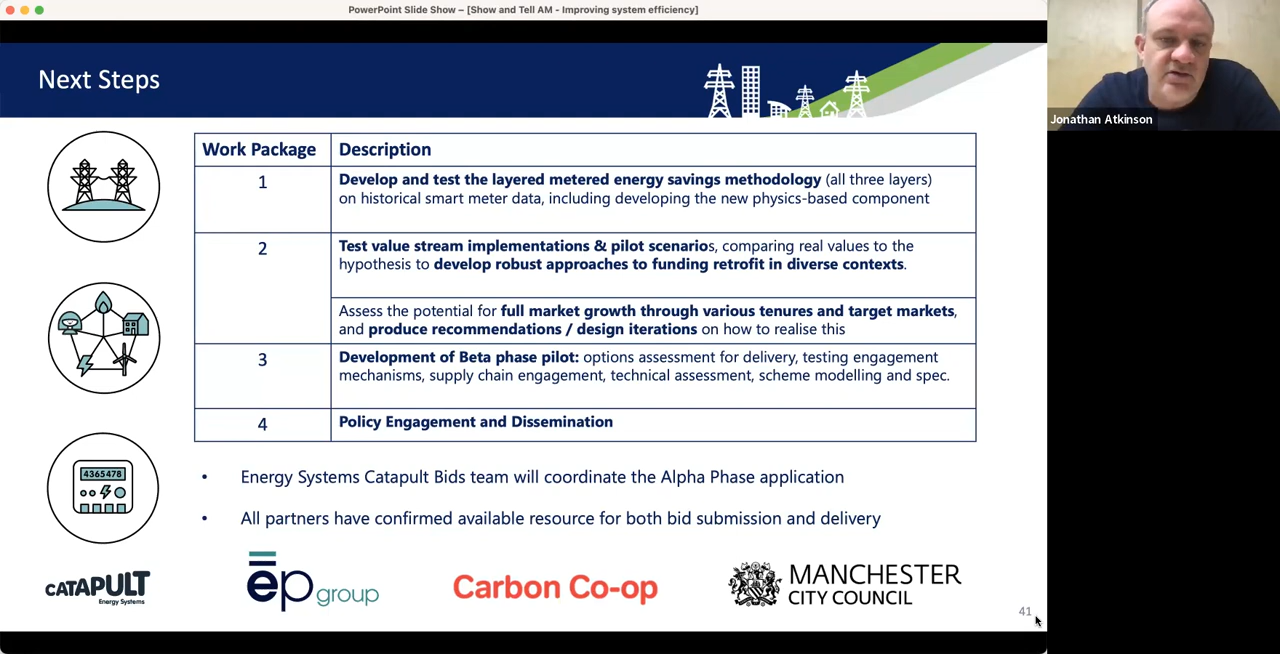 PowerPoint Slide Show – [Show and Tell AM - Improving system efficiency]
Next Steps
Work Package Description
1 Develop and test the layered metered energy savings methodology (all three layers)
on historical smart meter data, including developing the new physics-based component
2 Test value stream implementations & pilot scenarios, comparing real values to the
hypothesis to develop robust approaches to funding retrofit in diverse contexts.
Assess the potential for full market growth through various tenures and target markets,
and produce recommendations / design iterations on how to realise this
3 Development of Beta phase pilot: options assessment for delivery, testing engagement
mechanisms, supply chain engagement, technical assessment, scheme modelling and spec.
4 Policy Engagement and Dissemination
4365478
• Energy Systems Catapult Bids team will coordinate the Alpha Phase application
• All partners have confirmed available resource for both bid submission and delivery
CATAPULT
Energy Systems
ēp group
Carbon Co-op
MANCHESTER
CITY COUNCIL
41
Jonathan Atkinson